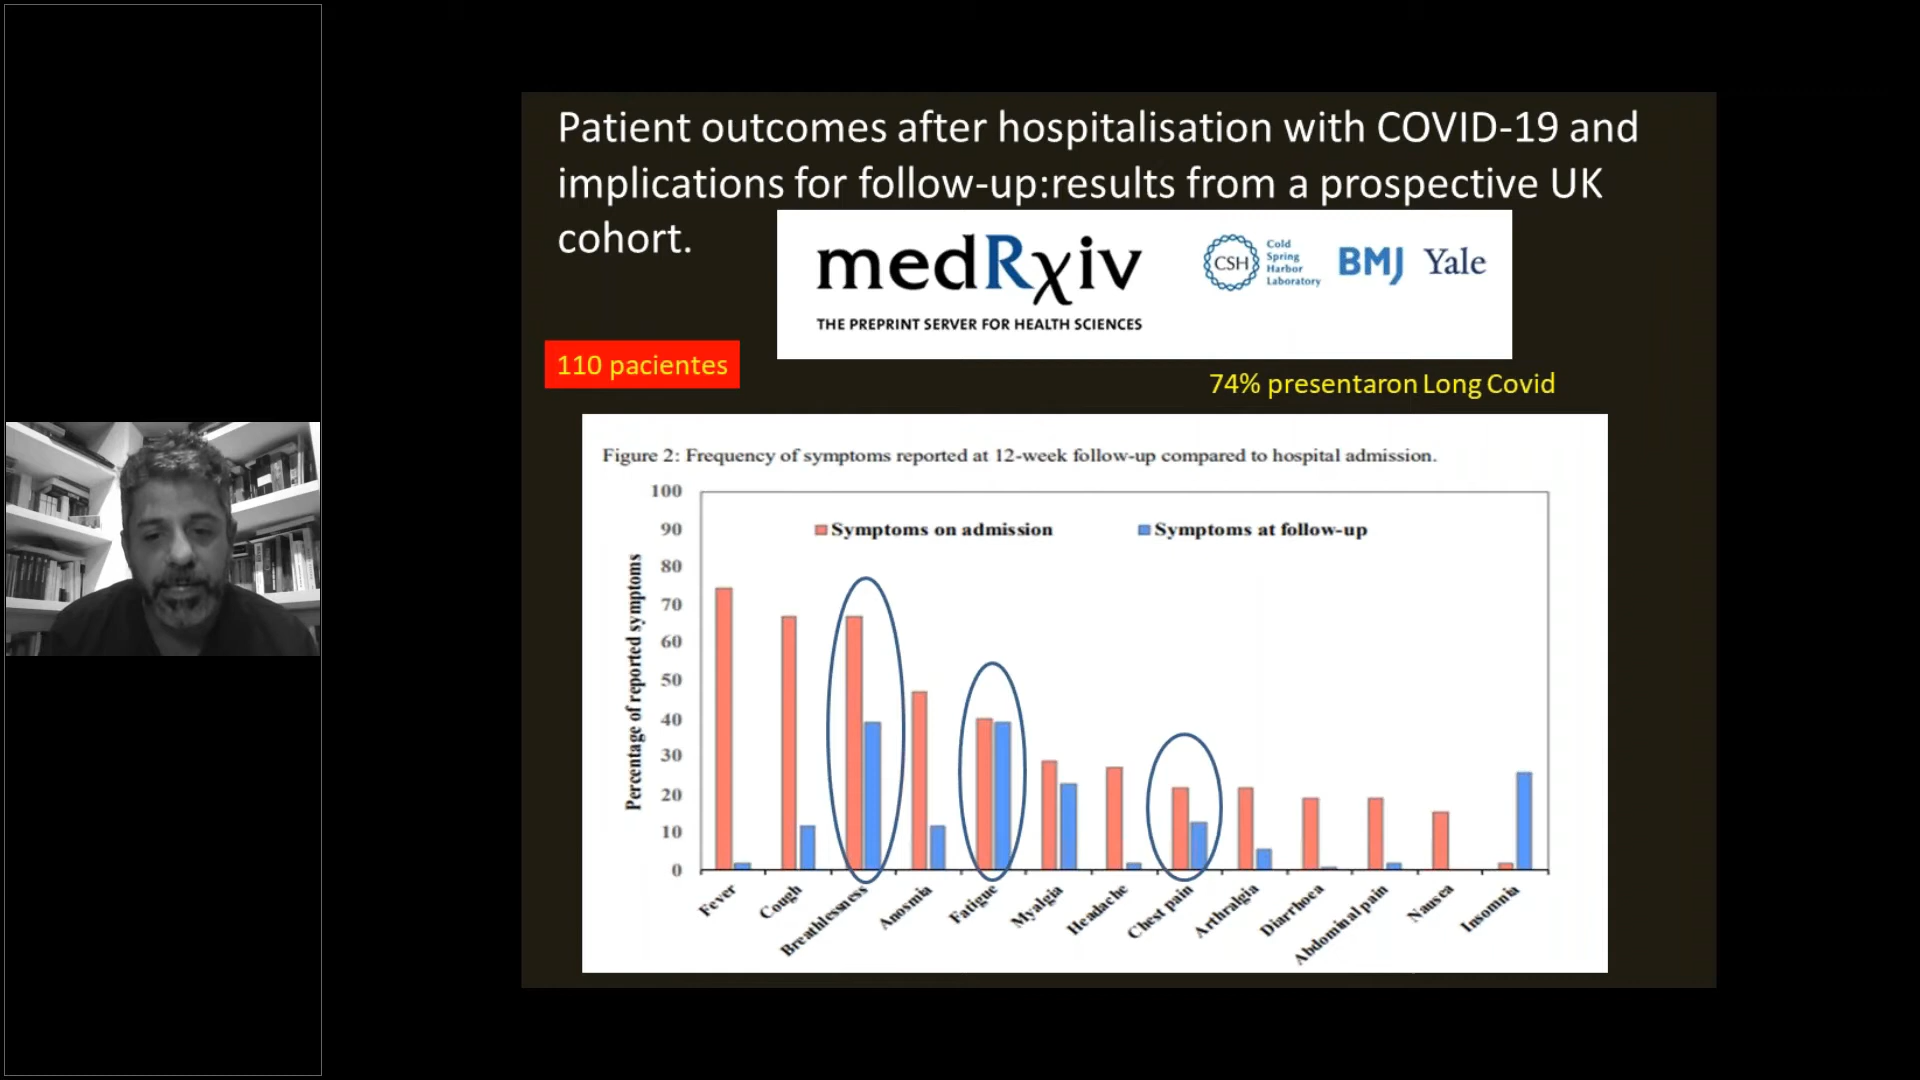 Patient outcomes after hospitalisation with COVID-19 and
implications for follow-up:results from a prospective UK
cohort.
medRχiv
THE PREPRINT SERVER FOR HEALTH SCIENCES
CSH
Cold
Spring
Harbor
Laboratory
BMJ
Yale
110 pacientes
74% presentaron Long Covid
Figure 2: Frequency of symptoms reported at 12-week follow-up compared to hospital admission.
Percentage of reported symptoms
100
90
80
70
60
50
40
30
20
10
0
Symptoms on admission
Symptoms at follow-up
Fever
Cough
Breathlessness
Anosmia
Fatigue
Myalgia
Headache
Chest pain
Arthralgia
Diarrhoea
Abdominal pain
Nausea
Insomnia